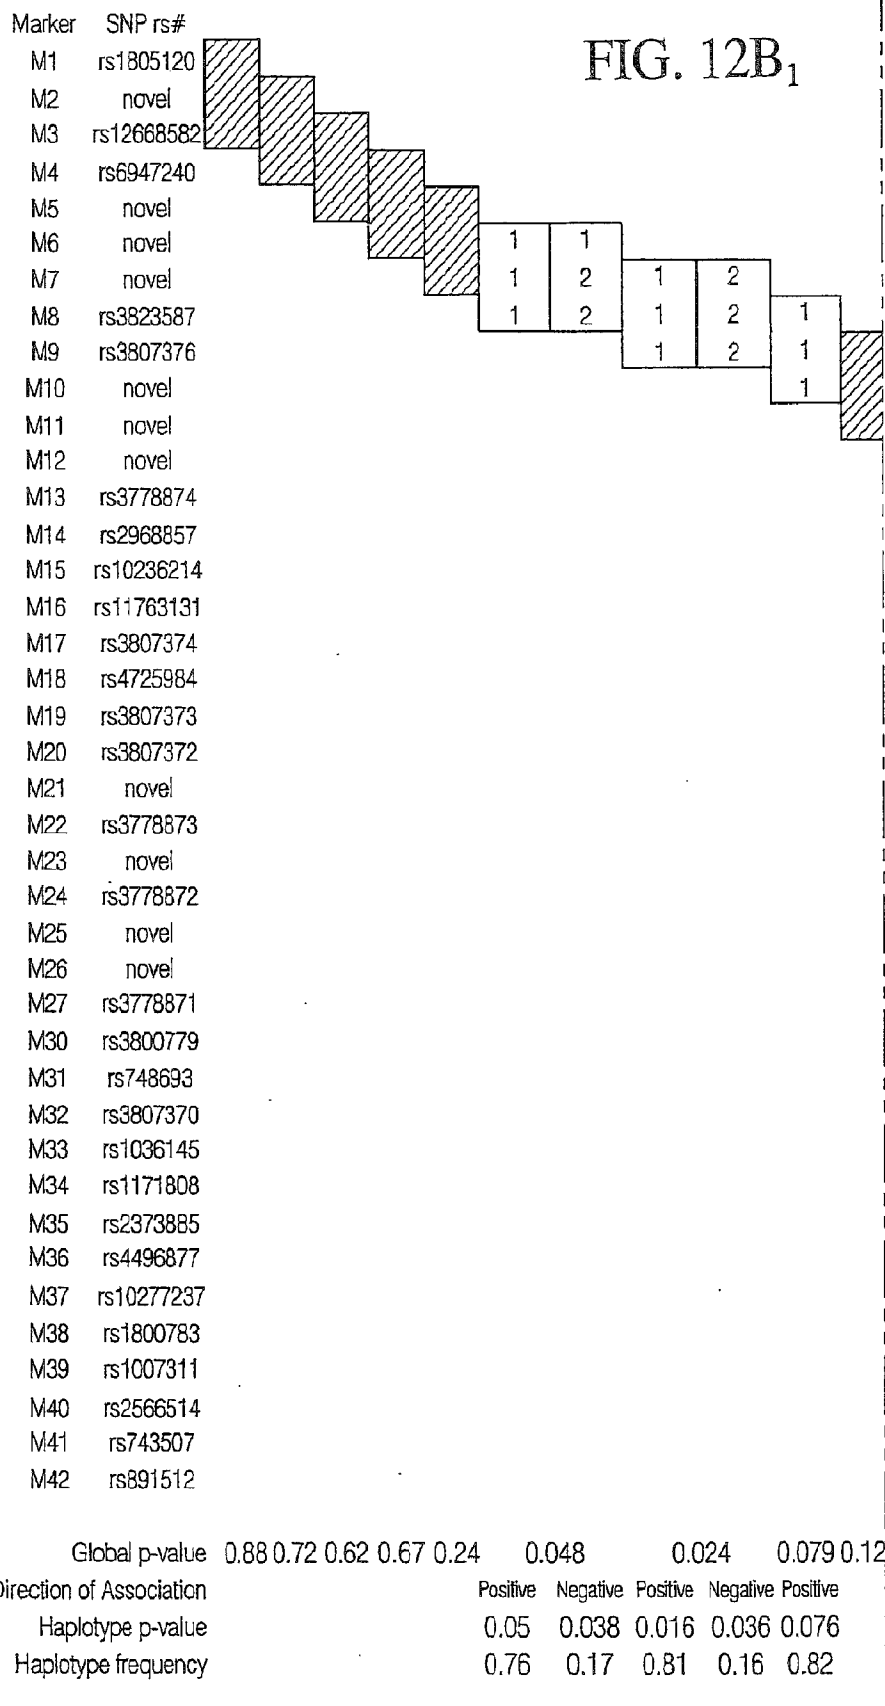 Marker SNP rs#
FIG. 12B1
M1 rs1805120
M2 novel
M3 rs12668582
M4 rs6947240
M5 novel
M6 novel 1 1
M7 novel 1 2 1 2
M8 rs3823587 1 2 1 2 1
M9 rs3807376 1 2 1
M10 novel 1
M11 novel
M12 novel
M13 rs3778874
M14 rs2968857
M15 rs10236214
M16 rs11763131
M17 rs3807374
M18 rs4725984
M19 rs3807373
M20 rs3807372
M21 novel
M22 rs3778873
M23 novel
M24 rs3778872
M25 novel
M26 novel
M27 rs3778871
M30 rs3800779
M31 rs748693
M32 rs3807370
M33 rs1036145
M34 rs1171808
M35 rs2373885
M36 rs4496877
M37 rs10277237
M38 rs1800783
M39 rs1007311
M40 rs2566514
M41 rs743507
M42 rs891512
Global p-value 0.88 0.72 0.62 0.67 0.24 0.048 0.024 0.079 0.12
Direction of Association Positive Negative Positive Negative Positive
Haplotype p-value 0.05 0.038 0.016 0.036 0.076
Haplotype frequency 0.76 0.17 0.81 0.16 0.82